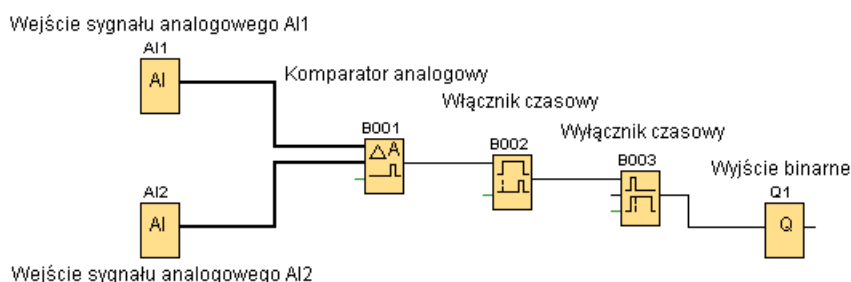 Wejście sygnału analogowego AI1
AI1
AI
Komparator analogowy
B001
ΔA
Włącznik czasowy
B002
Wyłącznik czasowy
B003
Wyjście binarne
Q1
Q
AI2
AI
Wejście sygnału analogowego AI2